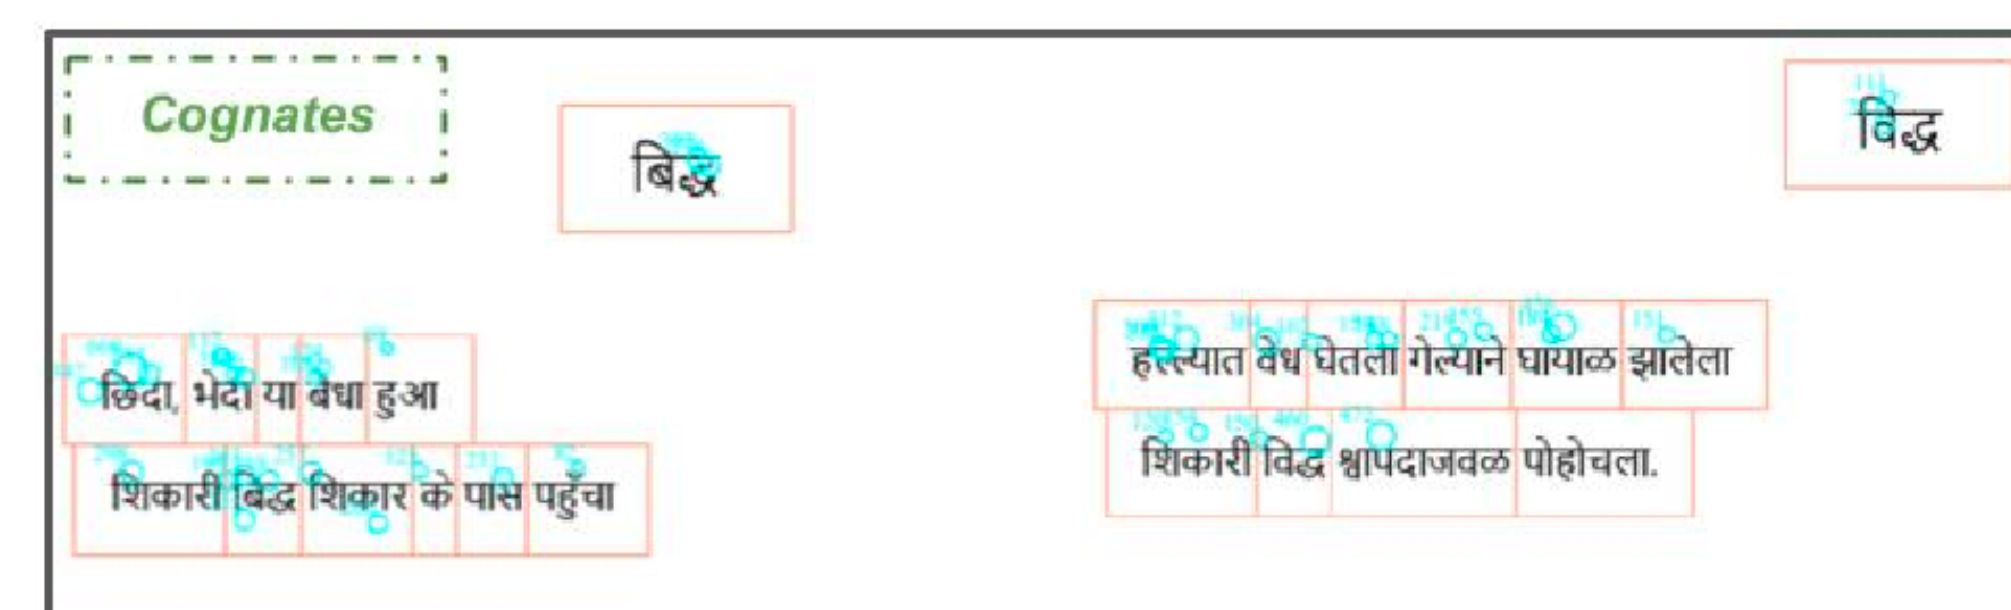 Cognates
बिद्ध
विद्ध
छिदा, भेदा या बेधा हुआ
शिकारी बिद्ध शिकार के पास पहुँचा
हल्ल्यात वेध घेतला गेल्याने घायाळ झालेला
शिकारी विद्ध श्वापदाजवळ पोहोचला.